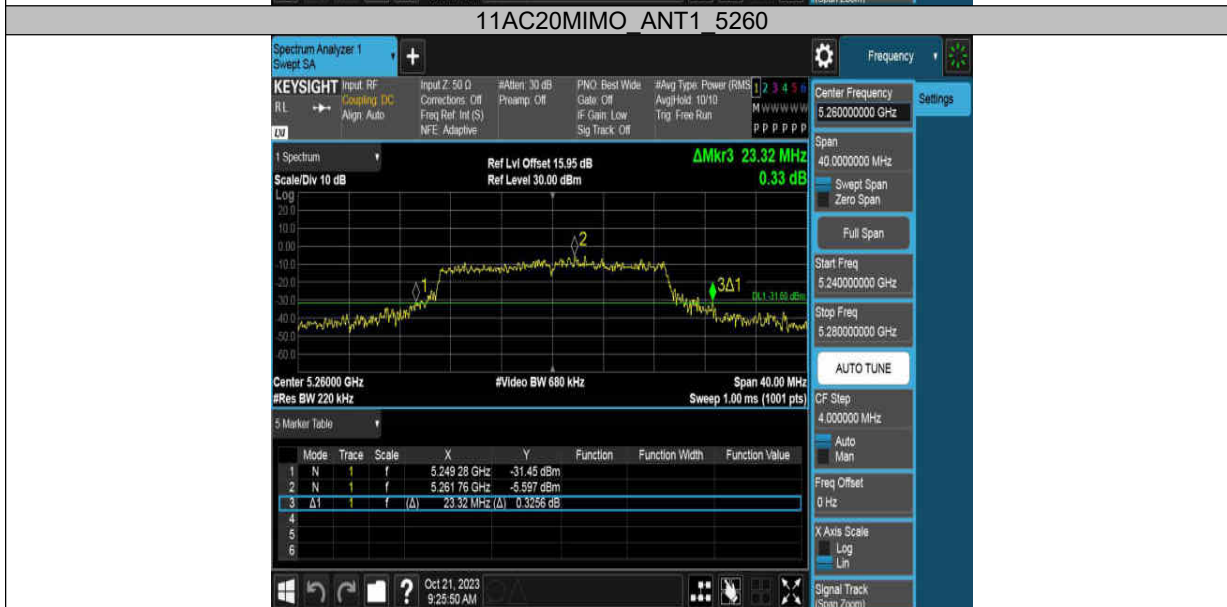 11AC20MIMO_ANT1_5260
Spectrum Analyzer 1
Swept SA
+
Frequency
KEYSIGHT
RL
LXI
Input: RF
Coupling: DC
Align: Auto
Input Z: 50 Ω
Corrections: Off
Freq Ref: Int (S)
NFE: Adaptive
#Atten: 30 dB
Preamp: Off
PNO: Best Wide
Gate: Off
IF Gain: Low
Sig Track: Off
#Avg Type: Power (RMS
Avg|Hold: 10/10
Trig: Free Run
1 2 3 4 5 6
M W W W W W
P P P P P P
Center Frequency
5.260000000 GHz
Settings
Span
40.0000000 MHz
Swept Span
Zero Span
Full Span
Start Freq
5.240000000 GHz
Stop Freq
5.280000000 GHz
AUTO TUNE
CF Step
4.000000 MHz
Auto
Man
Freq Offset
0 Hz
X Axis Scale
Log
Lin
Signal Track
(Span Zoom)
1 Spectrum
Scale/Div 10 dB
Ref Lvl Offset 15.95 dB
Ref Level 30.00 dBm
ΔMkr3 23.32 MHz
0.33 dB
Log
20.0
10.0
0.00
-10.0
-20.0
-30.0
-40.0
-50.0
-60.0
1
2
3Δ1
DL1 -31.60 dBm
Center 5.26000 GHz
#Video BW 680 kHz
Span 40.00 MHz
#Res BW 220 kHz
Sweep 1.00 ms (1001 pts)
5 Marker Table
Mode Trace Scale X Y Function Function Width Function Value
1 N 1 f 5.249 28 GHz -31.45 dBm
2 N 1 f 5.261 76 GHz -5.597 dBm
3 Δ1 1 f (Δ) 23.32 MHz (Δ) 0.3256 dB
4
5
6
?
Oct 21, 2023
9:25:50 AM